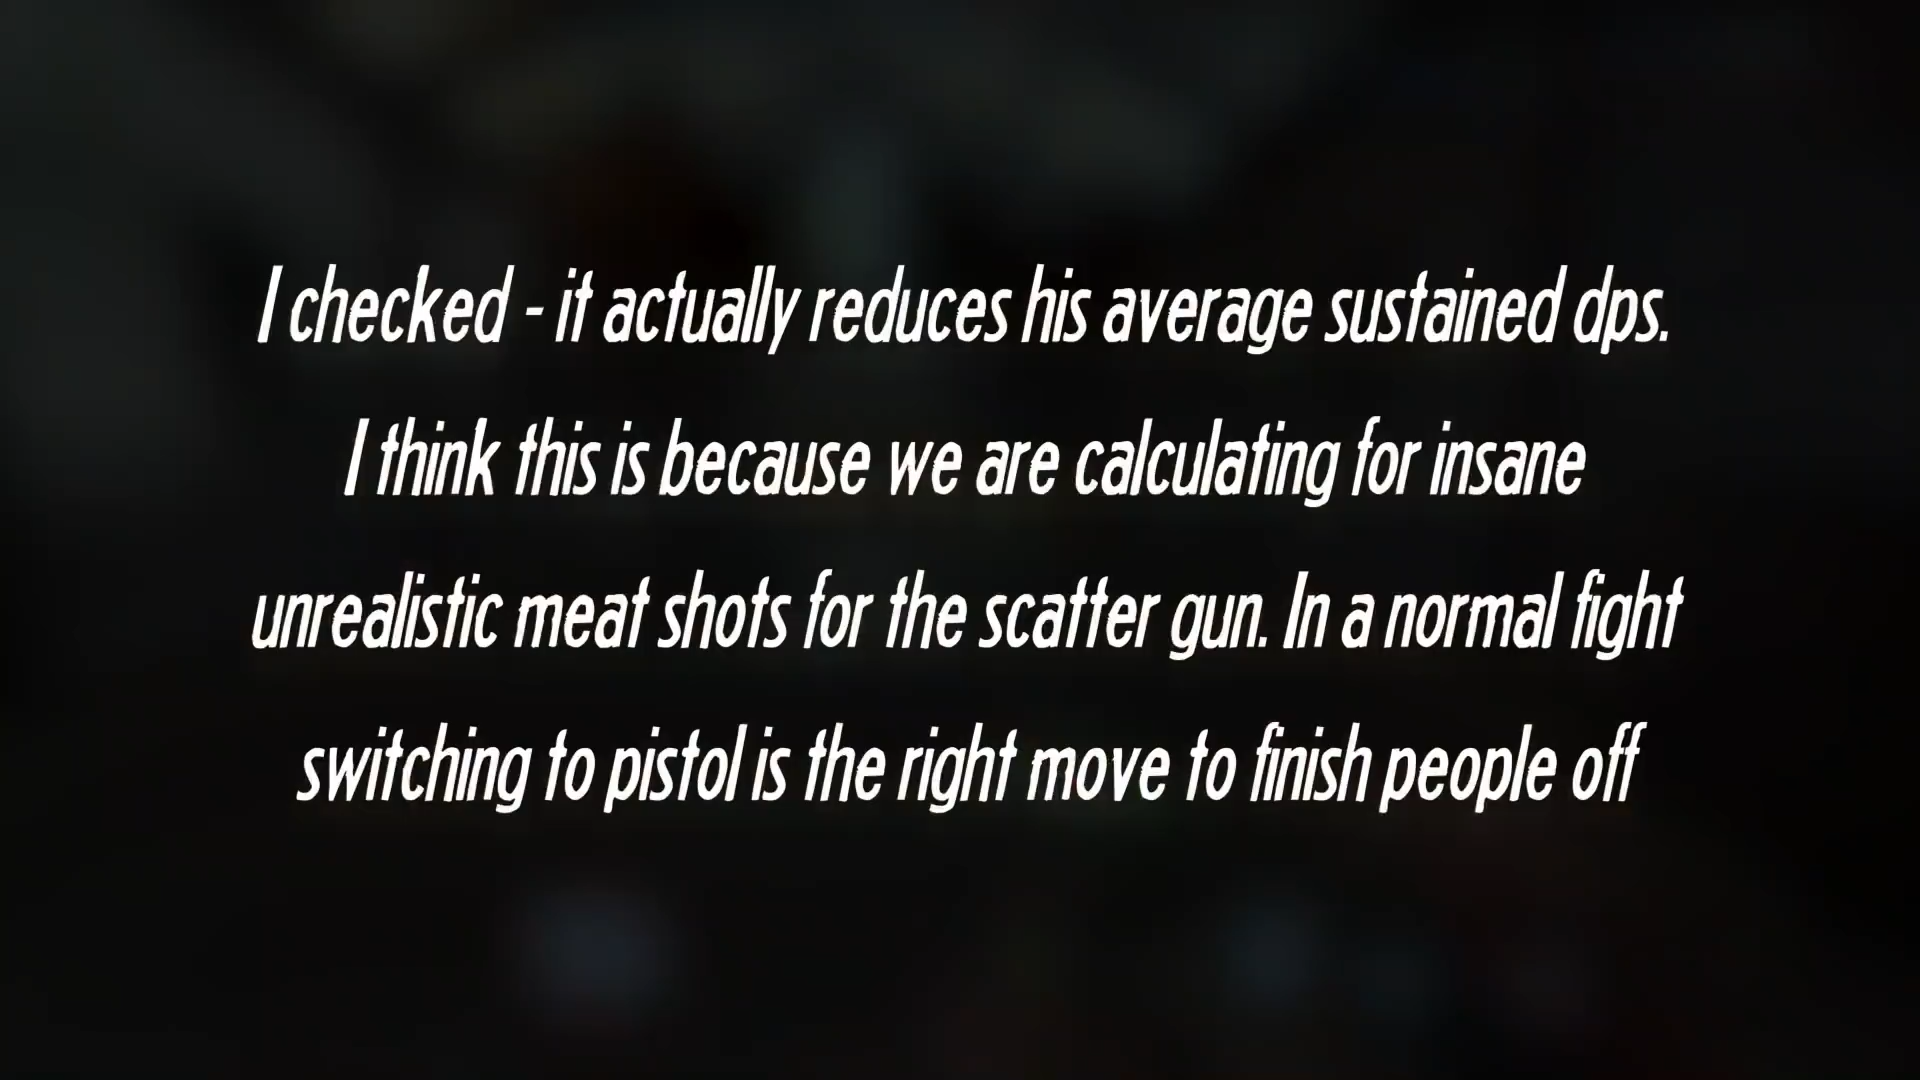 I checked - it actually reduces his average sustained dps.
I think this is because we are calculating for insane
unrealistic meat shots for the scatter gun. In a normal fight
switching to pistol is the right move to finish people off